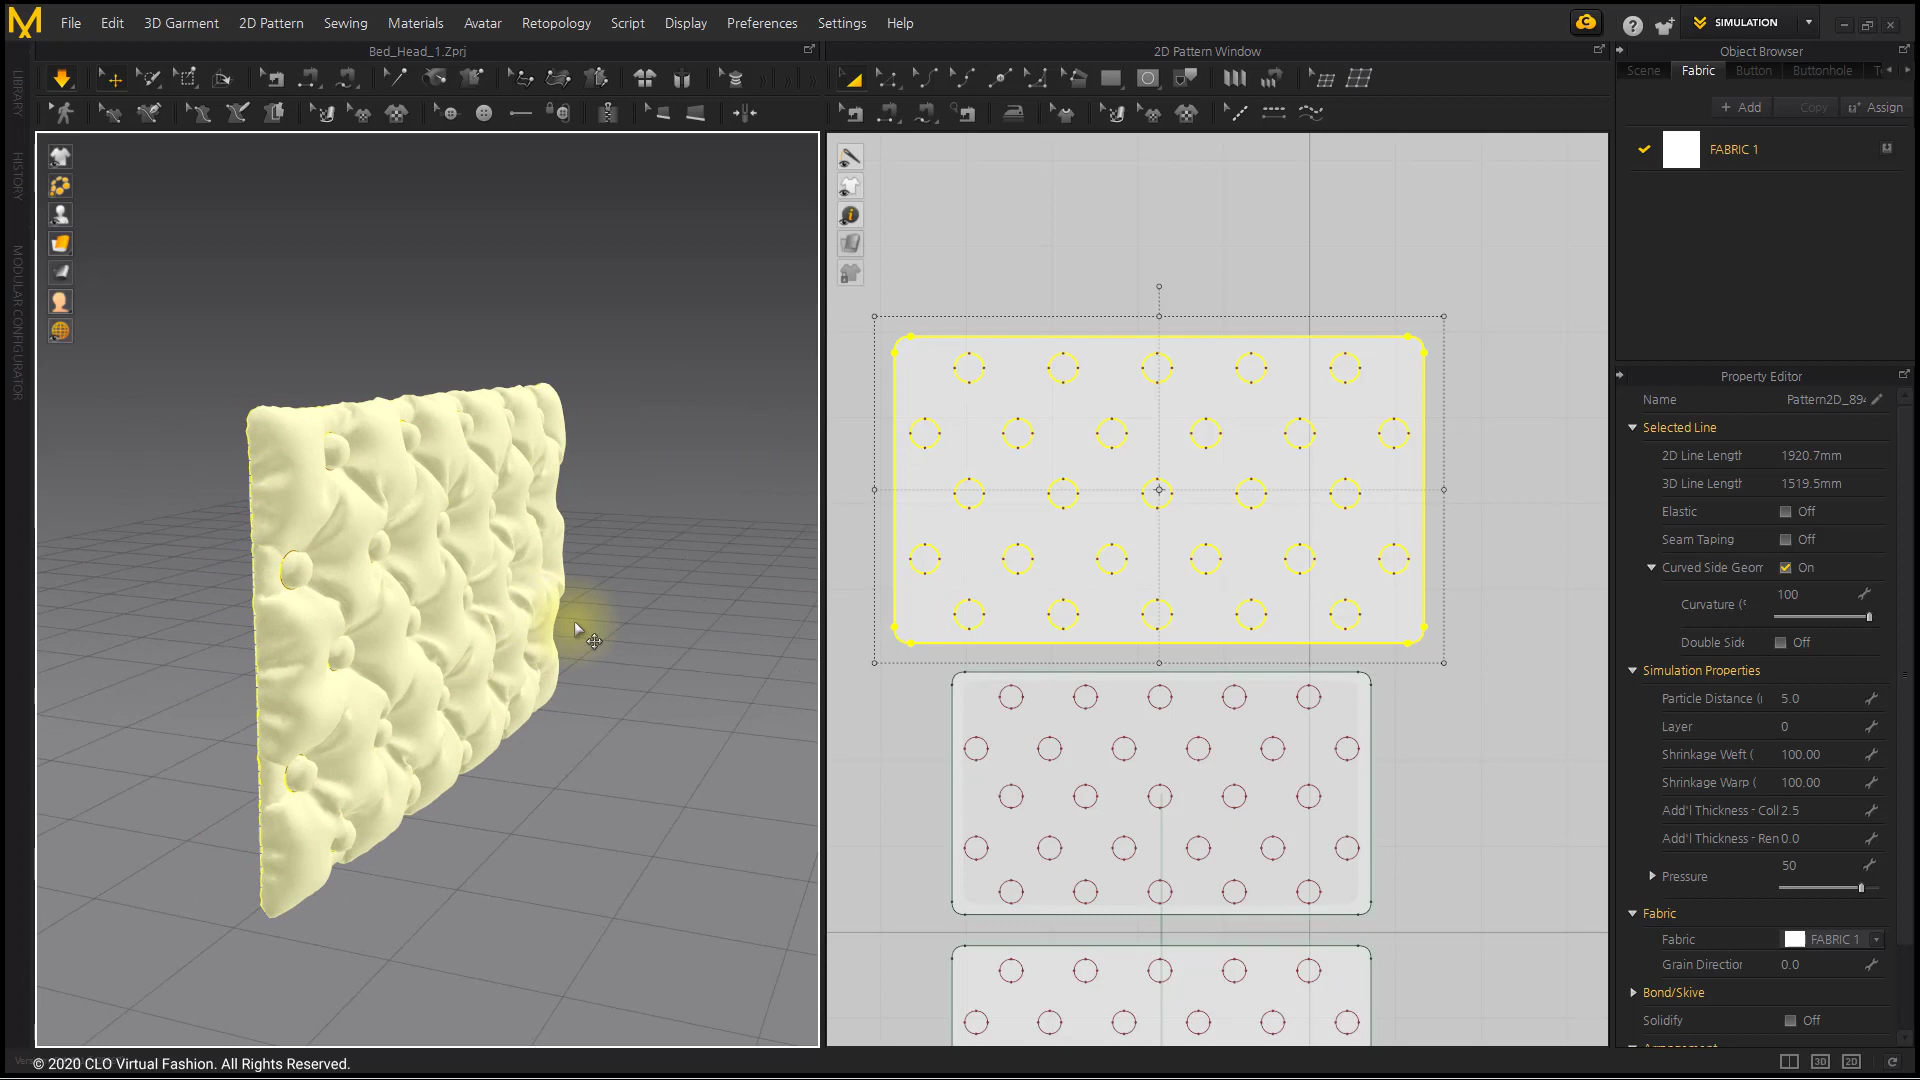 File Edit 3D Garment 2D Pattern Sewing Materials Avatar Retopology Script Display Preferences Settings Help
SIMULATION
Bed_Head_1.Zprj
2D Pattern Window
Object Browser
Scene Fabric Button Buttonhole
Add Copy Assign
FABRIC 1
LIBRARY
HISTORY
MODULAR CONFIGURATOR
Property Editor
Name Pattern2D_894
Selected Line
2D Line Length 1920.7mm
3D Line Length 1519.5mm
Elastic Off
Seam Taping Off
Curved Side Geom On
Curvature (% 100
Double Side Off
Simulation Properties
Particle Distance ( 5.0
Layer 0
Shrinkage Weft ( 100.00
Shrinkage Warp ( 100.00
Add'l Thickness - Coll 2.5
Add'l Thickness - Ren 0.0
Pressure 50
Fabric
Fabric FABRIC 1
Grain Direction 0.0
Bond/Skive
Solidify Off
3D 2D
© 2020 CLO Virtual Fashion. All Rights Reserved.